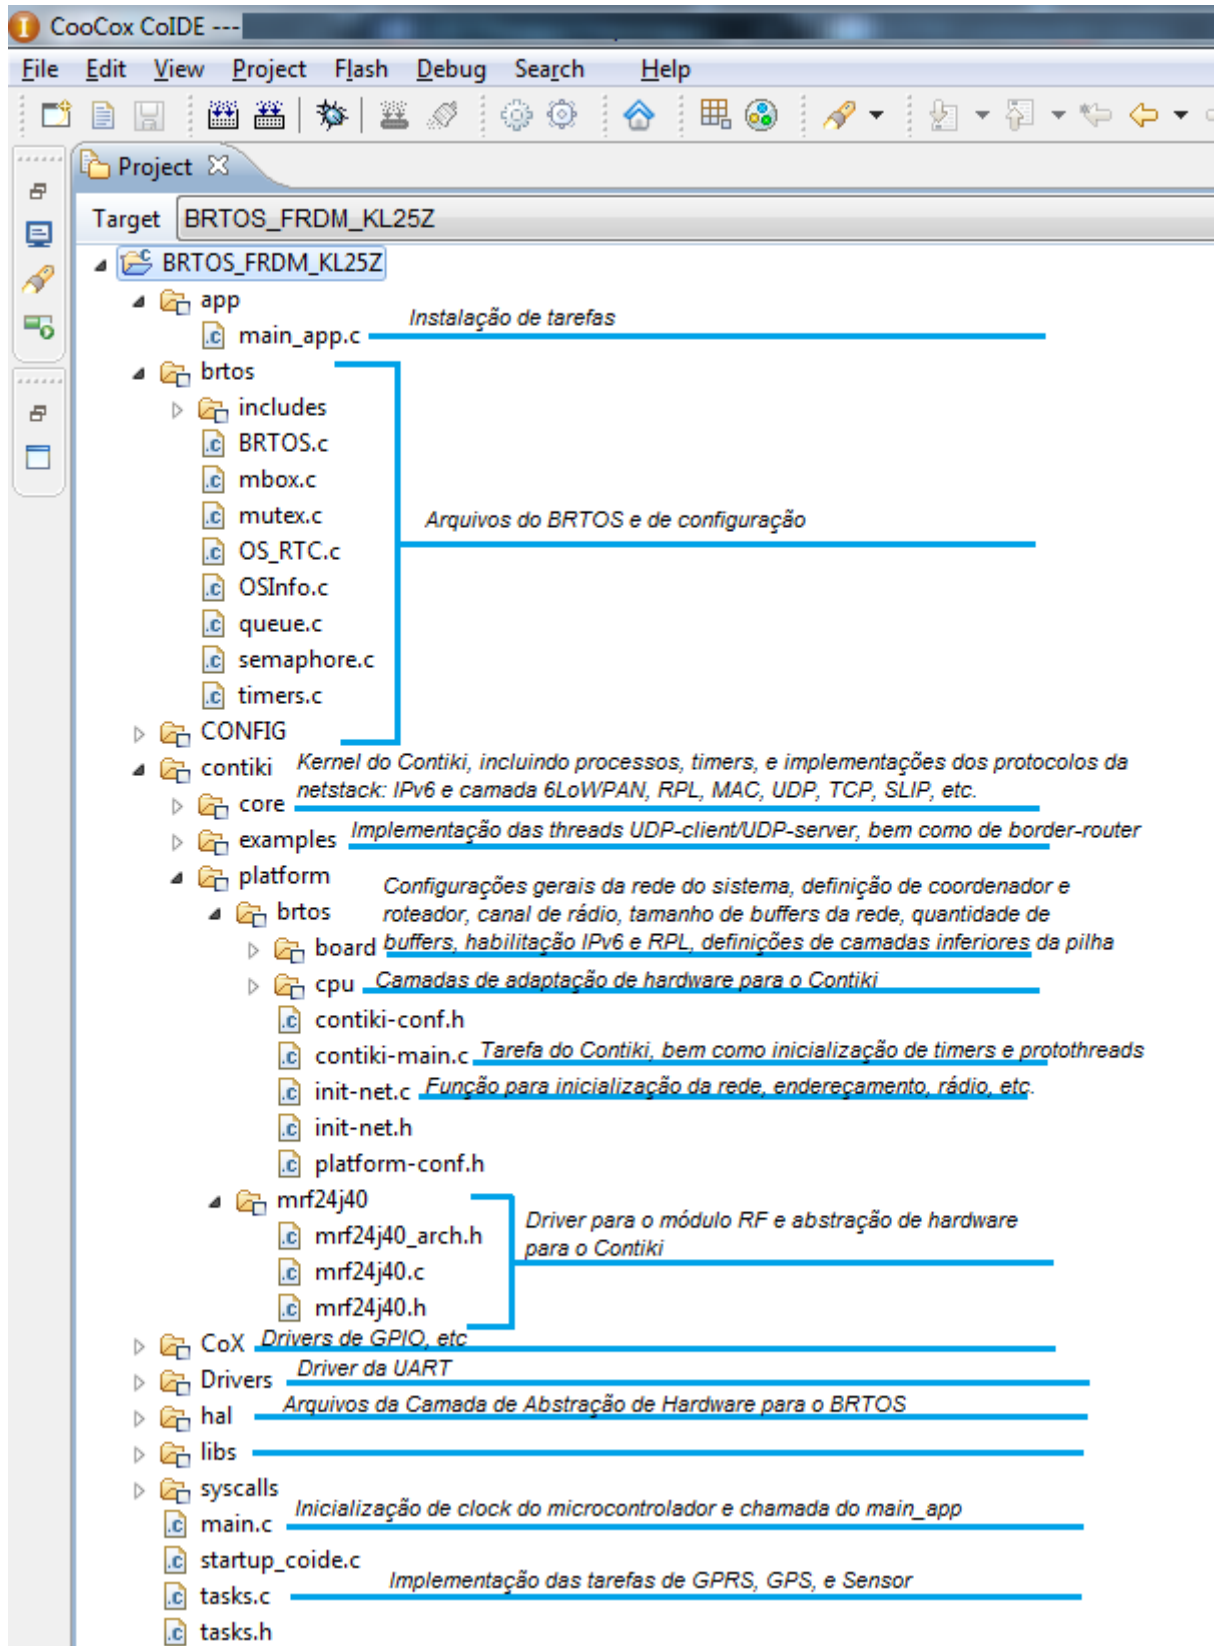 CooCox CoIDE ---
File Edit View Project Flash Debug Search Help
Project
Target BRTOS_FRDM_KL25Z
BRTOS_FRDM_KL25Z
app
Instalação de tarefas
main_app.c
brtos
includes
BRTOS.c
mbox.c
mutex.c
Arquivos do BRTOS e de configuração
OS_RTC.c
OSInfo.c
queue.c
semaphore.c
timers.c
CONFIG
contiki
Kernel do Contiki, incluindo processos, timers, e implementações dos protocolos da
netstack: IPv6 e camada 6LoWPAN, RPL, MAC, UDP, TCP, SLIP, etc.
core
examples
Implementação das threads UDP-client/UDP-server, bem como de border-router
platform
Configurações gerais da rede do sistema, definição de coordenador e
brtos
roteador, canal de rádio, tamanho de buffers da rede, quantidade de
board
buffers, habilitação IPv6 e RPL, definições de camadas inferiores da pilha
cpu
Camadas de adaptação de hardware para o Contiki
contiki-conf.h
contiki-main.c
Tarefa do Contiki, bem como inicialização de timers e protothreads
init-net.c
Função para inicialização da rede, endereçamento, rádio, etc.
init-net.h
platform-conf.h
mrf24j40
mrf24j40_arch.h
Driver para o módulo RF e abstração de hardware
para o Contiki
mrf24j40.c
mrf24j40.h
CoX
Drivers de GPIO, etc
Drivers
Driver da UART
hal
Arquivos da Camada de Abstração de Hardware para o BRTOS
libs
syscalls
main.c
Inicialização de clock do microcontrolador e chamada do main_app
startup_coide.c
tasks.c
Implementação das tarefas de GPRS, GPS, e Sensor
tasks.h